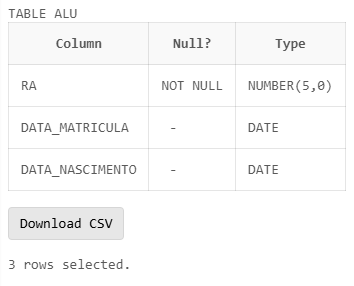 TABLE ALU
Column Null? Type
RA NOT NULL NUMBER(5,0)
DATA_MATRICULA - DATE
DATA_NASCIMENTO - DATE
Download CSV
3 rows selected.